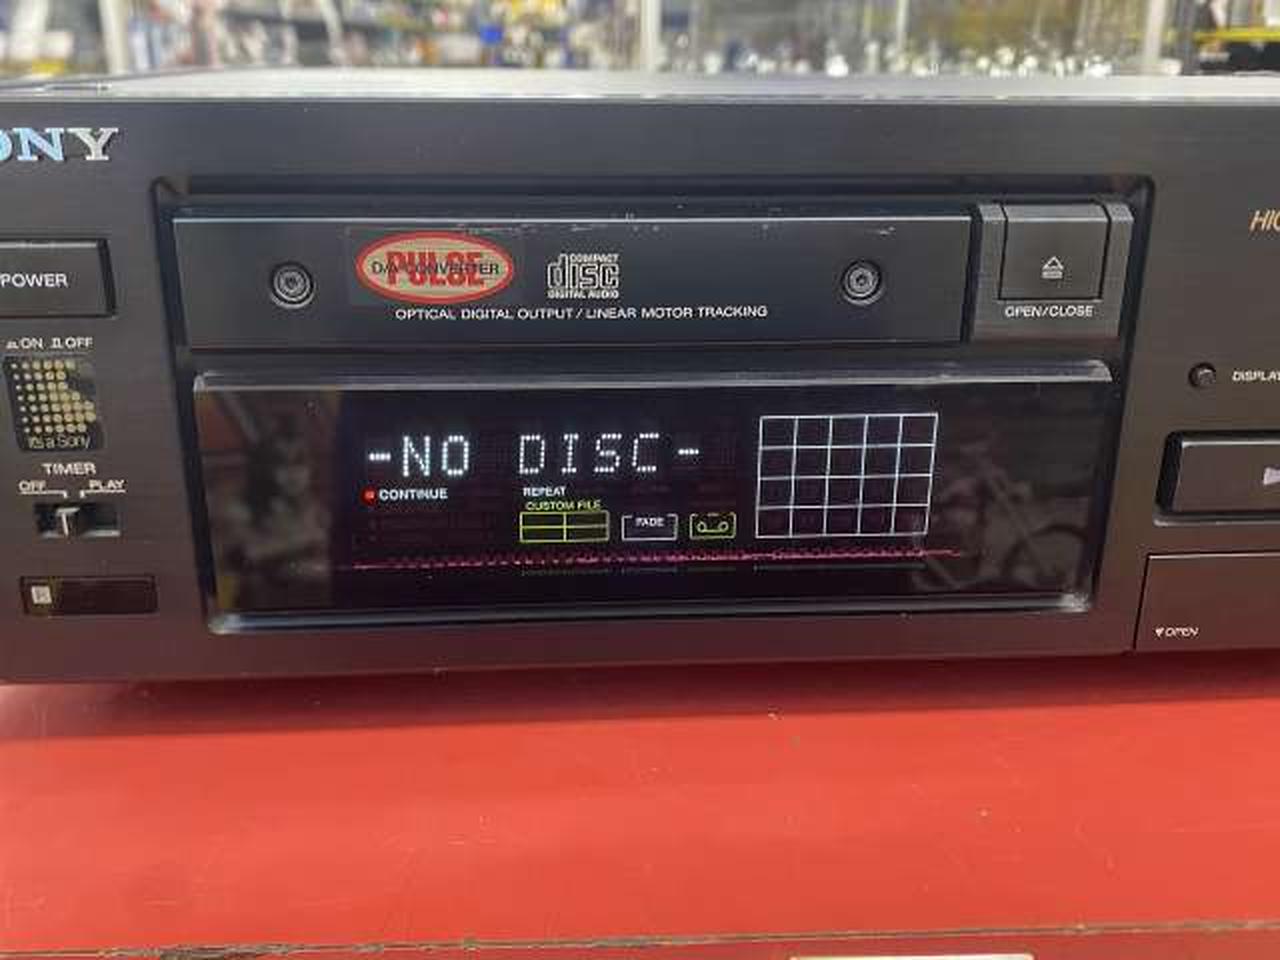 ONY
HIG
POWER
PULSE
D/A CONVERTER
COMPACT
disc
DIGITAL AUDIO
OPTICAL DIGITAL OUTPUT / LINEAR MOTOR TRACKING
OPEN/CLOSE
ON OFF
It's a Sony
TIMER
OFF PLAY
DISPLAY
-NO DISC-
CONTINUE
REPEAT
CUSTOM FILE
FADE
OPEN